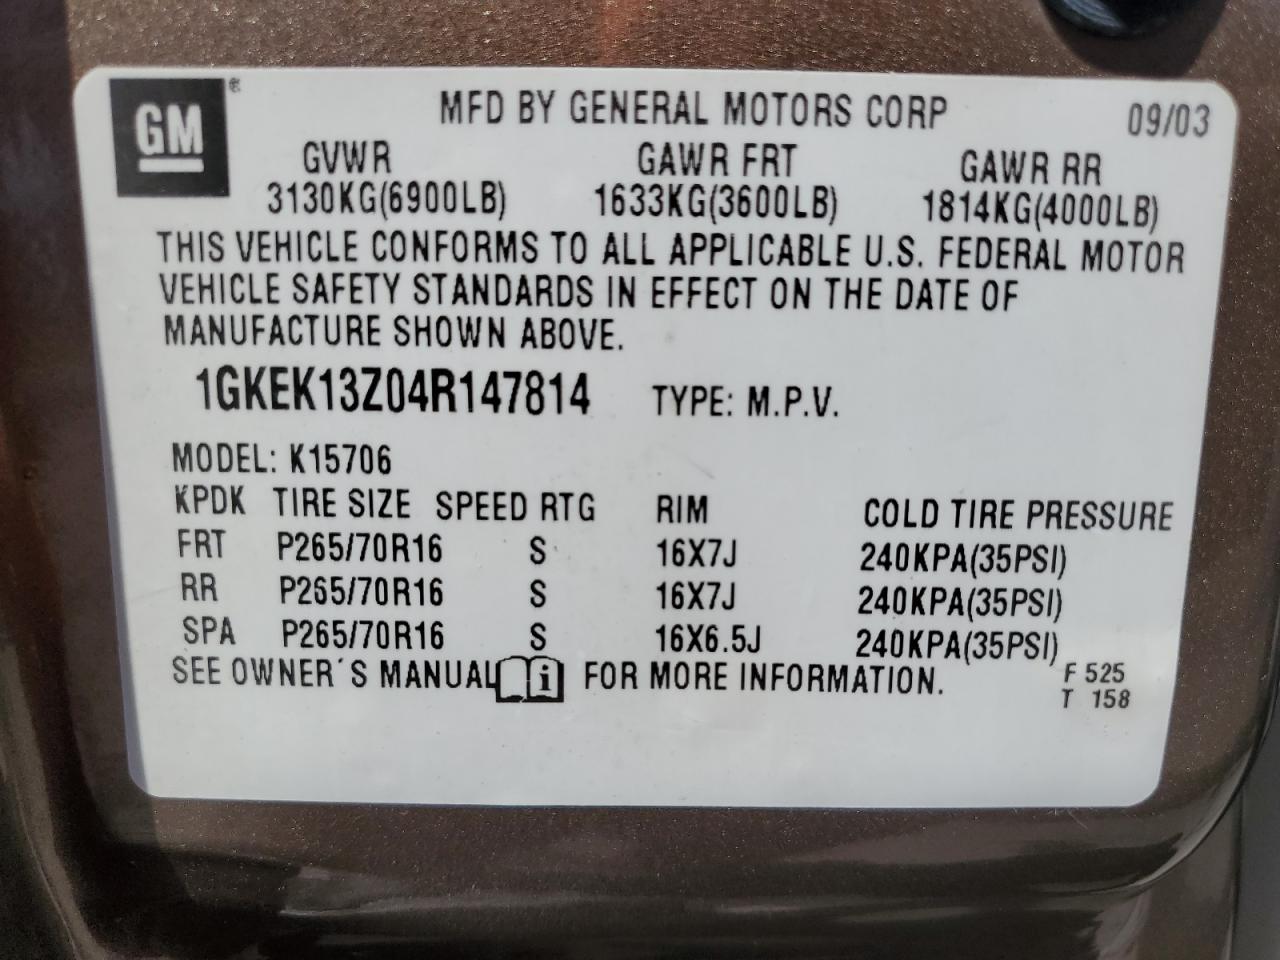 GM ® MFD BY GENERAL MOTORS CORP 09/03
GVWR GAWR FRT GAWR RR
3130KG(6900LB) 1633KG(3600LB) 1814KG(4000LB)
THIS VEHICLE CONFORMS TO ALL APPLICABLE U.S. FEDERAL MOTOR
VEHICLE SAFETY STANDARDS IN EFFECT ON THE DATE OF
MANUFACTURE SHOWN ABOVE.
1GKEK13Z04R147814 TYPE: M.P.V.
MODEL: K15706
KPDK TIRE SIZE SPEED RTG RIM COLD TIRE PRESSURE
FRT P265/70R16 S 16X7J 240KPA(35PSI)
RR P265/70R16 S 16X7J 240KPA(35PSI)
SPA P265/70R16 S 16X6.5J 240KPA(35PSI)
SEE OWNER´S MANUAL i FOR MORE INFORMATION.
F 525
T 158